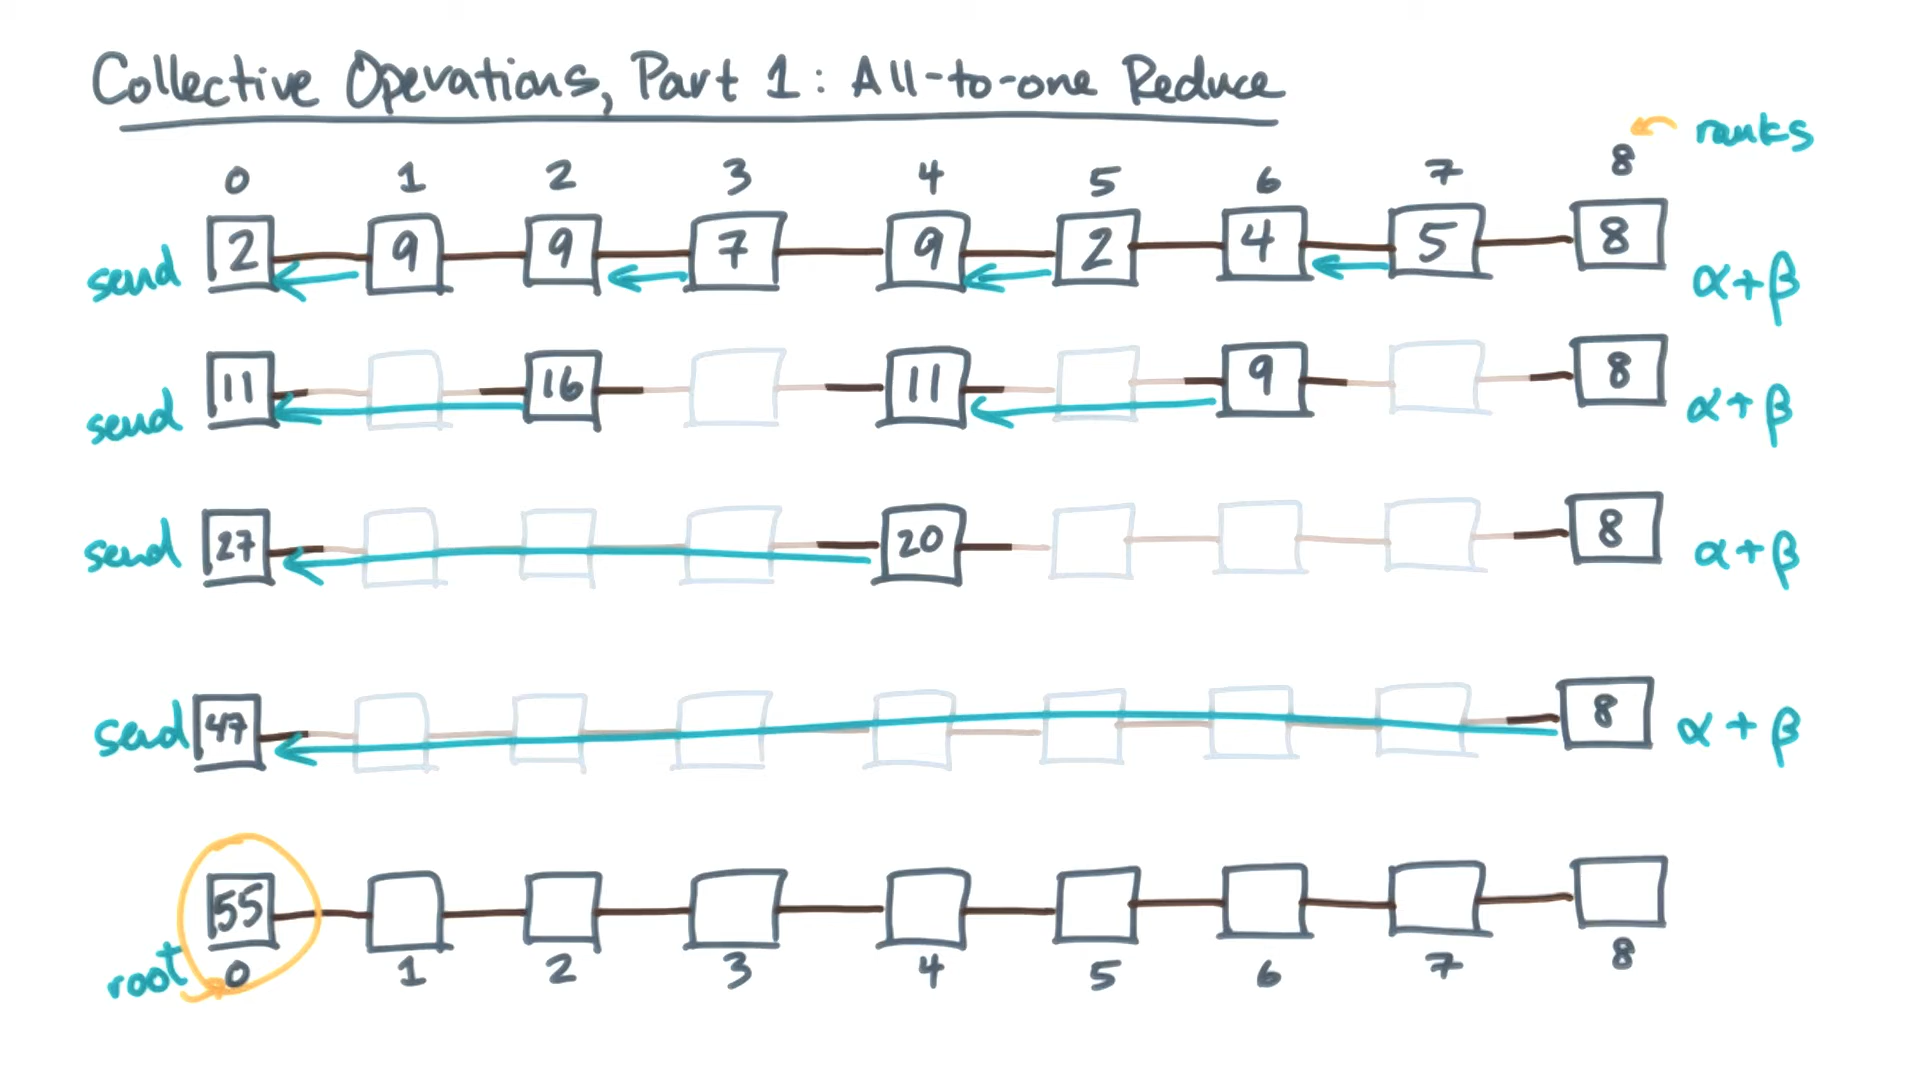 Collective Operations, Part 1: All-to-one Reduce
ranks
0 1 2 3 4 5 6 7 8
send 2 9 9 7 9 2 4 5 8 α+β
send 11 16 11 9 8 α+β
send 27 20 8 α+β
send 47 8 α+β
55
root 0 1 2 3 4 5 6 7 8